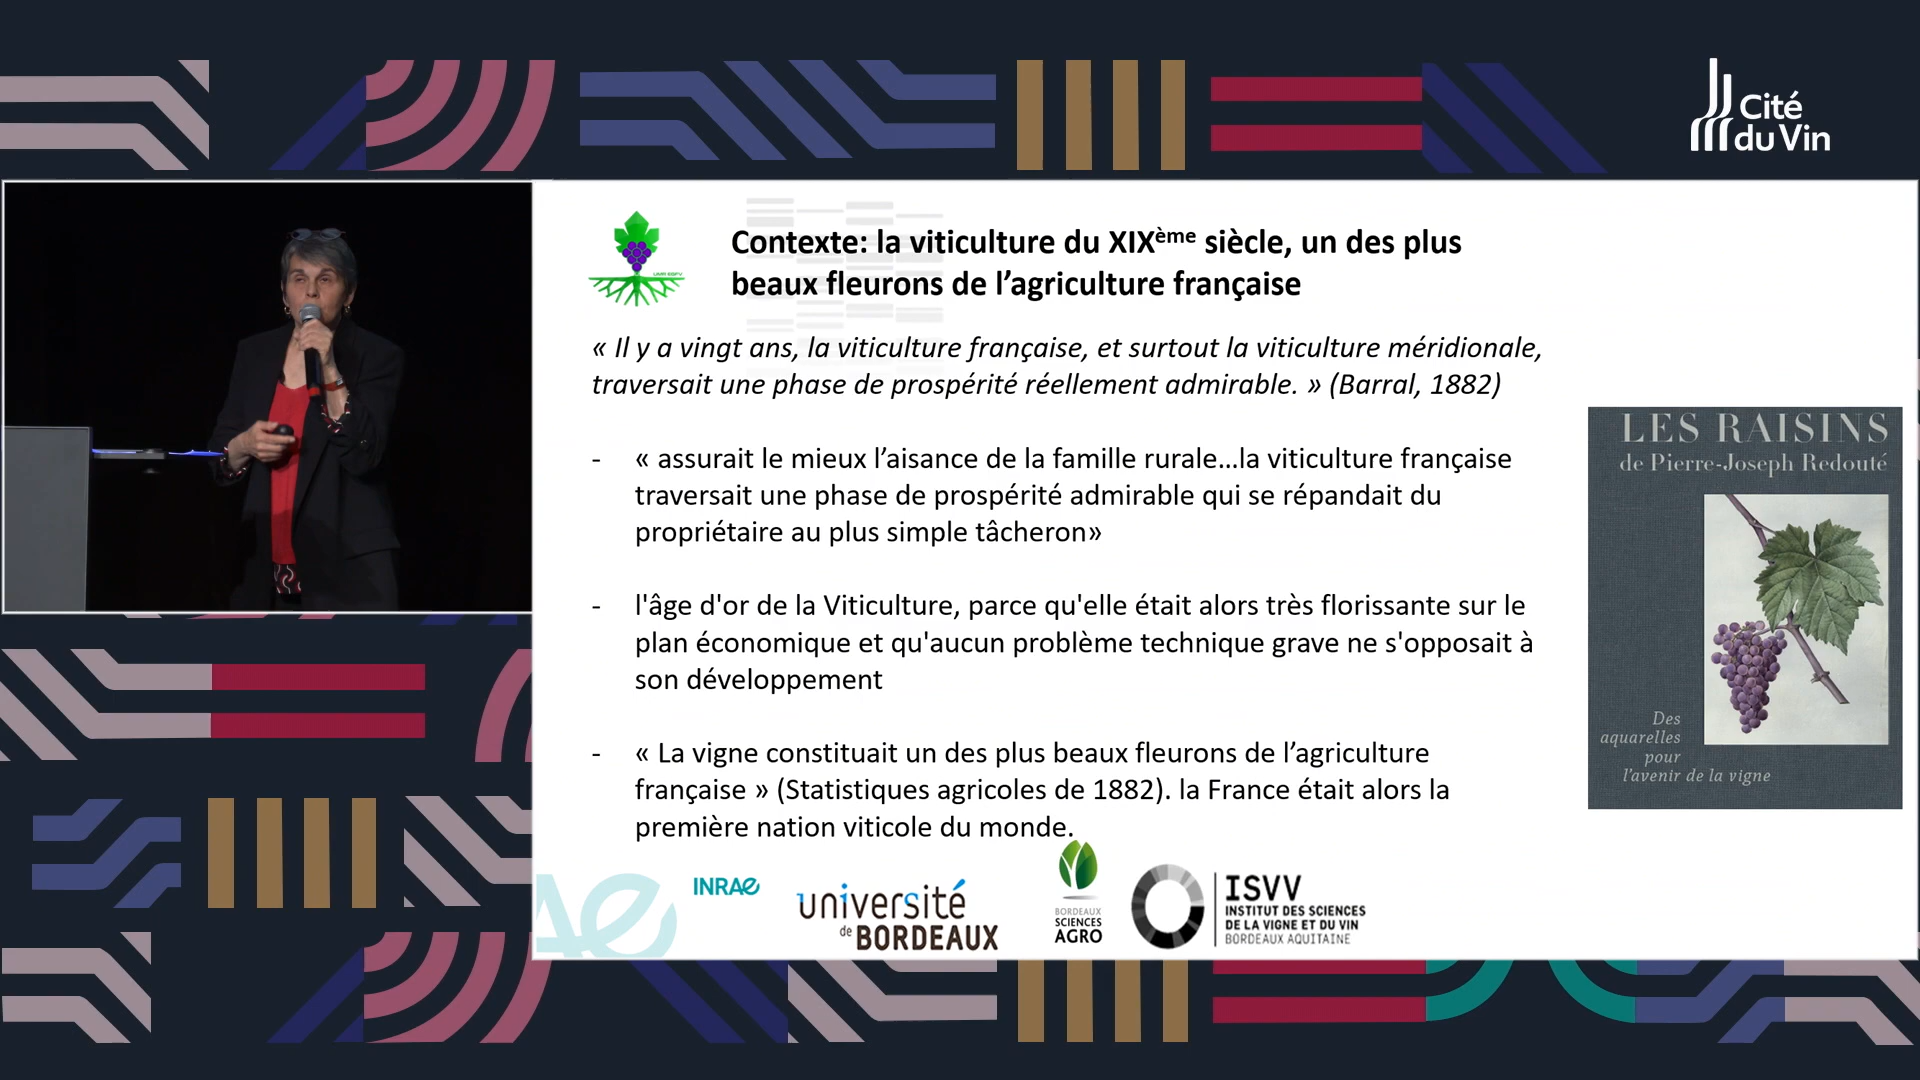 Cité
du Vin
UMR EGFV
Contexte: la viticulture du XIXème siècle, un des plus
beaux fleurons de l’agriculture française
« Il y a vingt ans, la viticulture française, et surtout la viticulture méridionale,
traversait une phase de prospérité réellement admirable. » (Barral, 1882)
- « assurait le mieux l’aisance de la famille rurale…la viticulture française
traversait une phase de prospérité admirable qui se répandait du
propriétaire au plus simple tâcheron»
- l'âge d'or de la Viticulture, parce qu'elle était alors très florissante sur le
plan économique et qu'aucun problème technique grave ne s'opposait à
son développement
- « La vigne constituait un des plus beaux fleurons de l’agriculture
française » (Statistiques agricoles de 1882). la France était alors la
première nation viticole du monde.
LES RAISINS
de Pierre-Joseph Redouté
Des
aquarelles
pour
l’avenir de la vigne
INRAE
université
de BORDEAUX
BORDEAUX
SCIENCES
AGRO
ISVV
INSTITUT DES SCIENCES
DE LA VIGNE ET DU VIN
BORDEAUX AQUITAINE